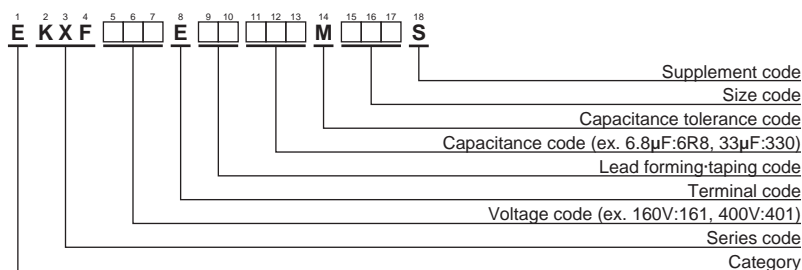 1 2 3 4 5 6 7 8 9 10 11 12 13 14 15 16 17 18
E K X F E M S
Supplement code
Size code
Capacitance tolerance code
Capacitance code (ex. 6.8μF:6R8, 33μF:330)
Lead forming·taping code
Terminal code
Voltage code (ex. 160V:161, 400V:401)
Series code
Category